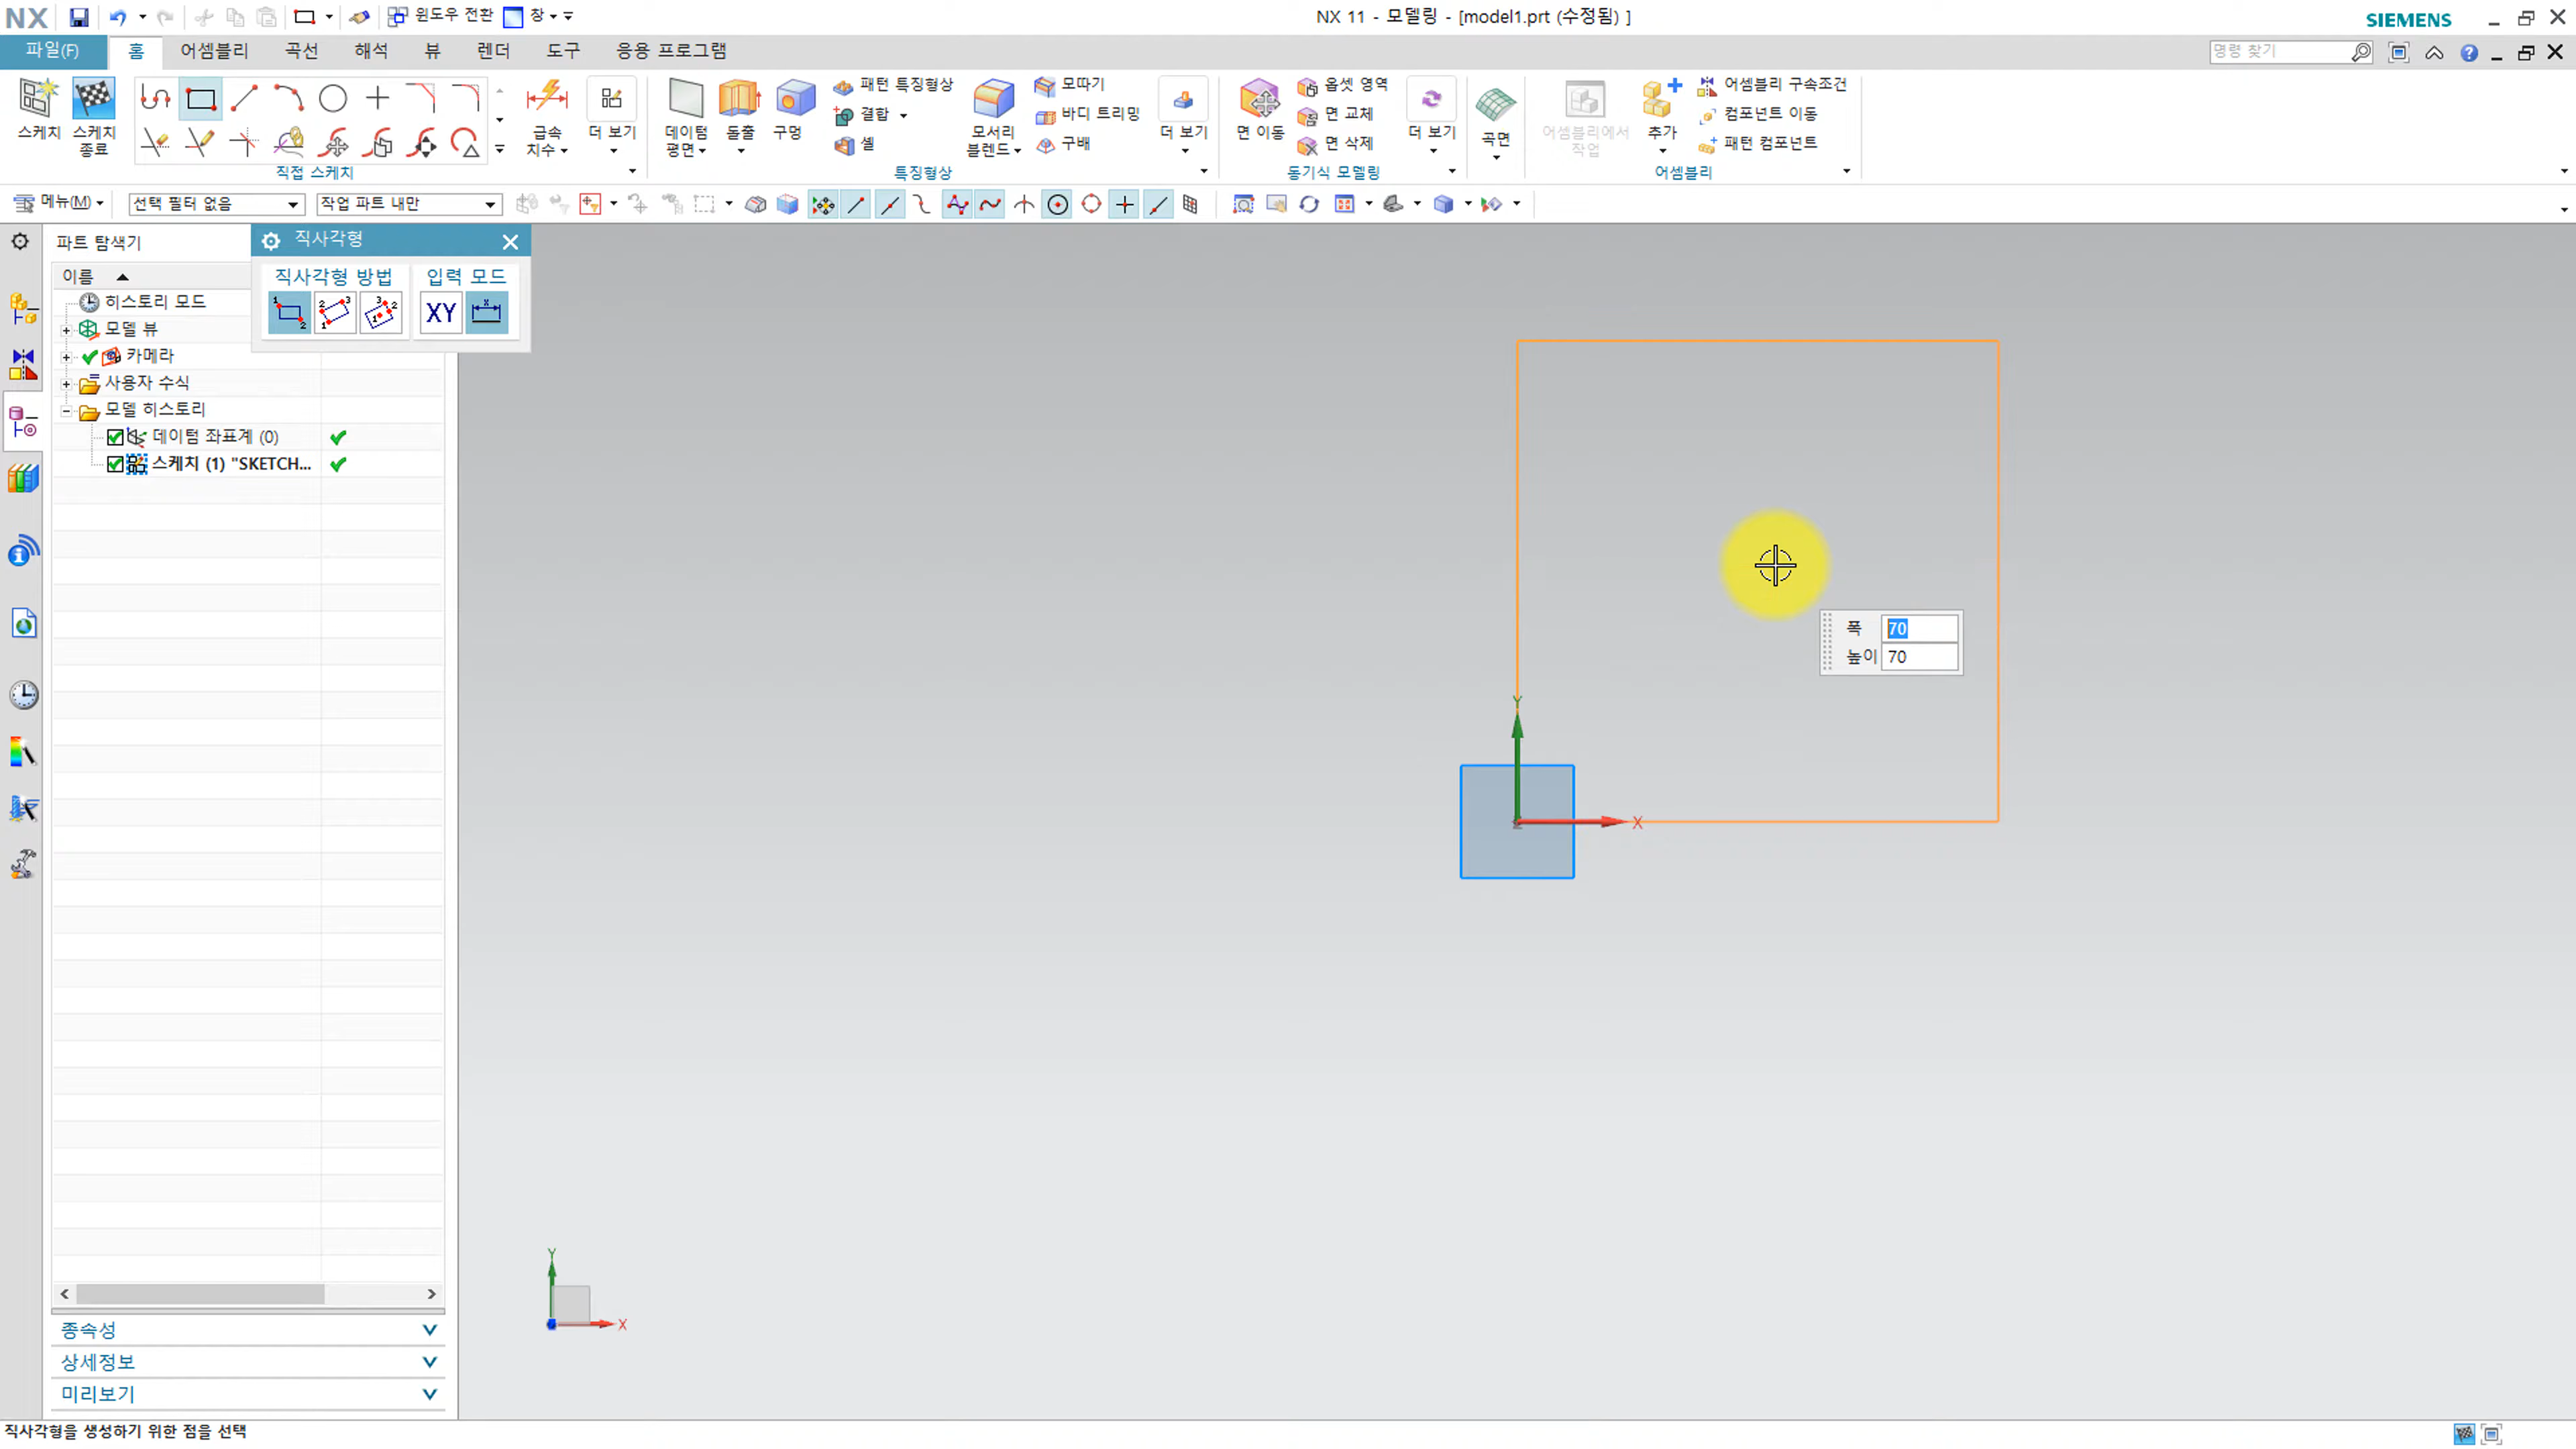 NX 윈도우 전환 창 NX 11 - 모델링 - [model1.prt (수정됨) ] SIEMENS
파일(F) 홈 어셈블리 곡선 해석 뷰 렌더 도구 응용 프로그램 명령 찾기
스케치
스케치 종료
직접 스케치
급속 치수
더 보기
데이텀 평면
돌출
구멍
패턴 특징형상
결합
셸
모서리 블렌드
모따기
바디 트리밍
구배
더 보기
특징형상
면 이동
옵셋 영역
면 교체
면 삭제
더 보기
동기식 모델링
곡면
어셈블리에서 작업
추가
어셈블리 구속조건
컴포넌트 이동
패턴 컴포넌트
어셈블리
메뉴(M) 선택 필터 없음 작업 파트 내만
파트 탐색기
이름
히스토리 모드
모델 뷰
카메라
사용자 수식
모델 히스토리
데이텀 좌표계 (0)
스케치 (1) "SKETCH...
직사각형
직사각형 방법 입력 모드
XY
폭 70
높이 70
Y
X
Y
X
종속성
상세정보
미리보기
직사각형을 생성하기 위한 점을 선택